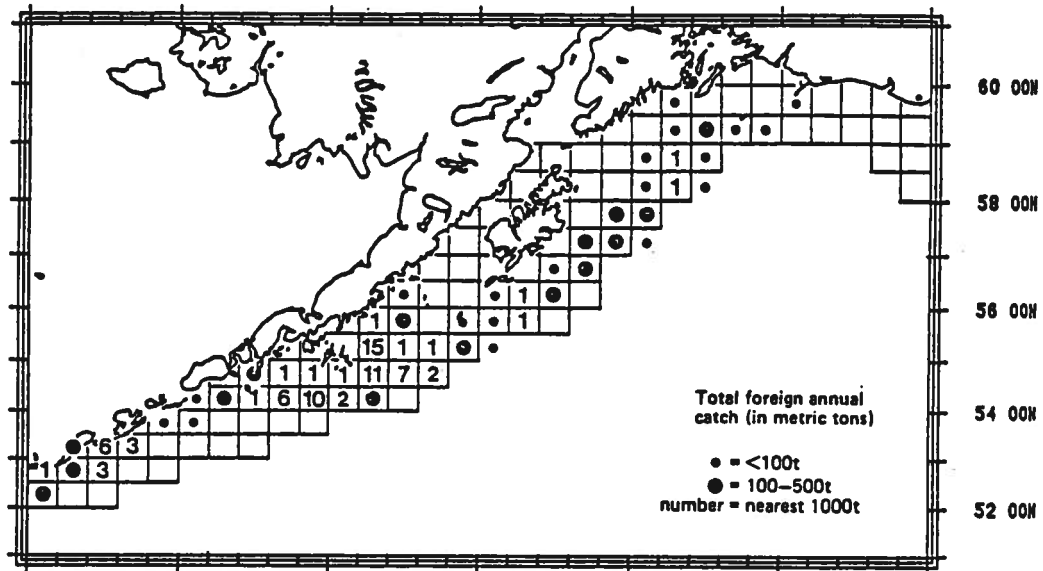 60 00N
1
1
58 00N
1
56 00N
1 1
15 1 1
1 1 1 11 7 2
1 6 10 2
54 00N
6 3
1 3
52 00N
Total foreign annual
catch (in metric tons)
• = <100t
● = 100–500t
number = nearest 1000t